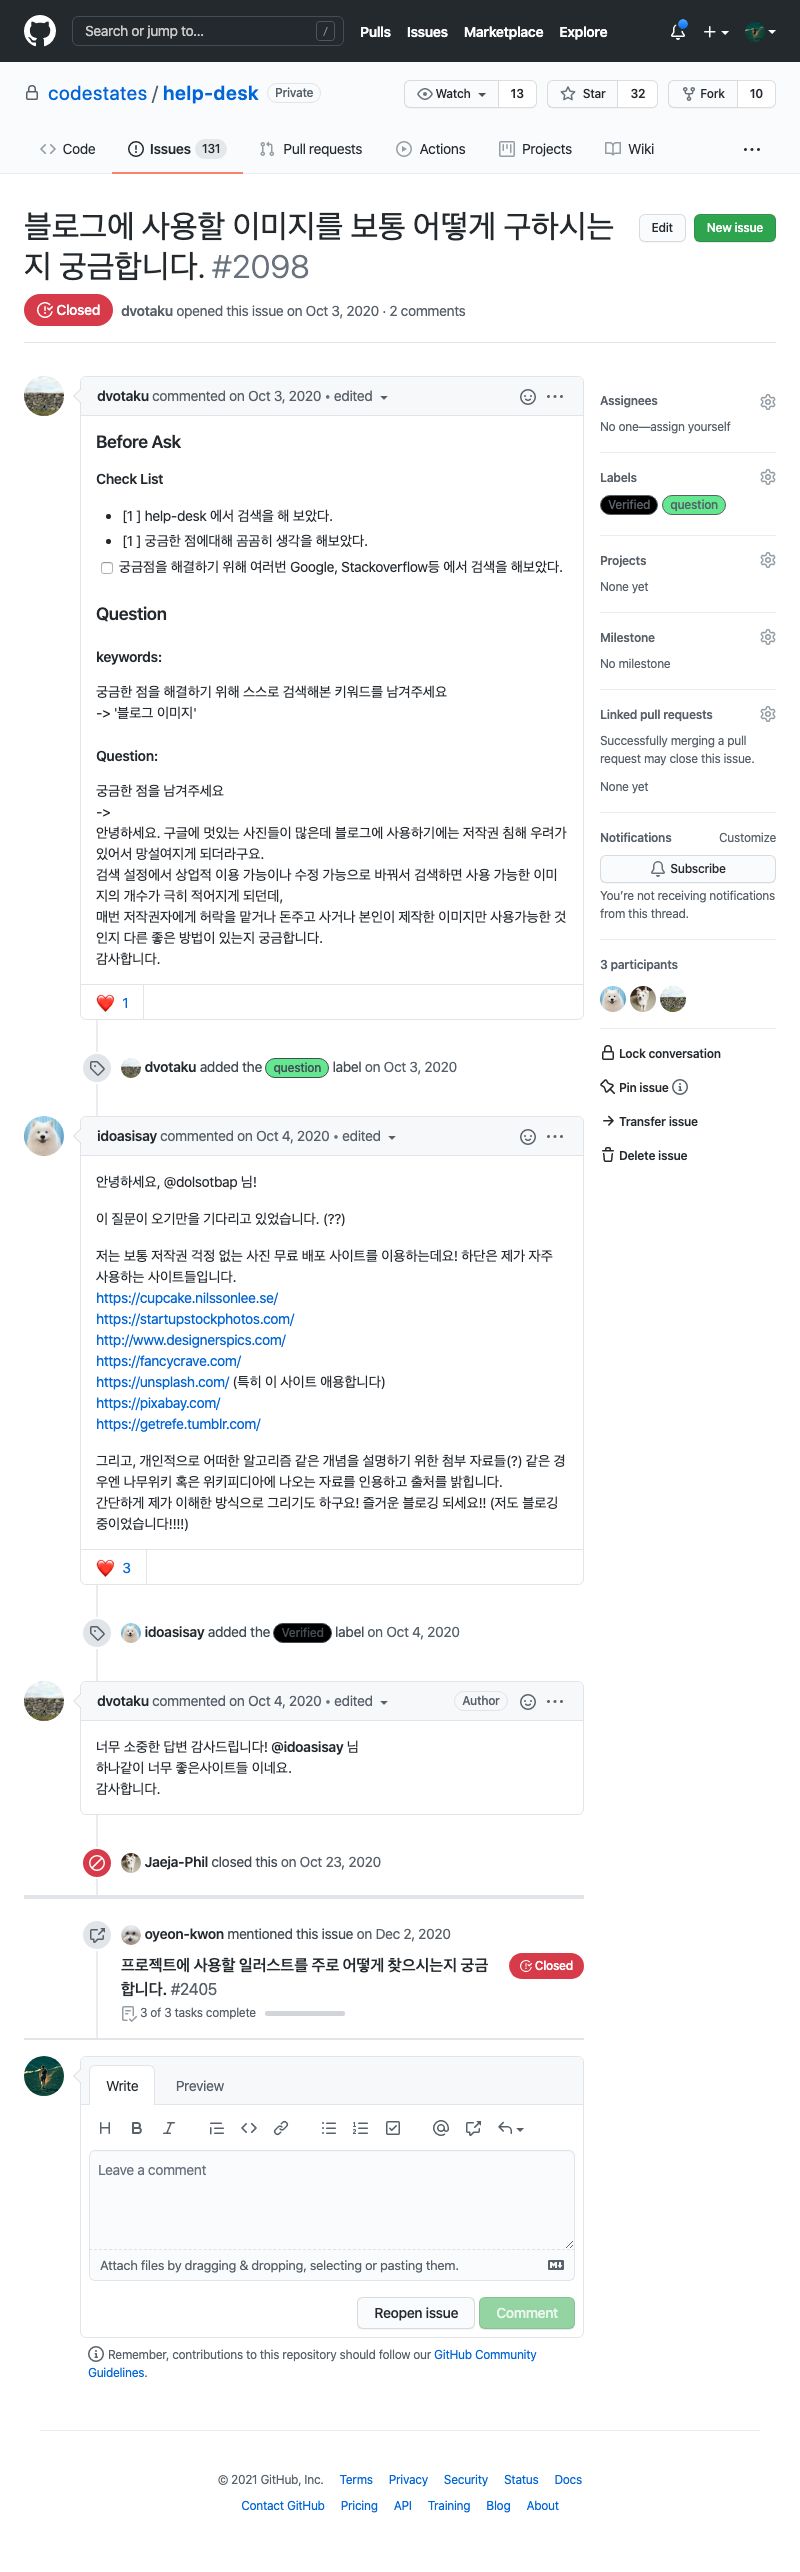 Search or jump to... /
Pulls Issues Marketplace Explore
codestates / help-desk Private
Watch 13 Star 32 Fork 10
Code Issues 131 Pull requests Actions Projects Wiki
블로그에 사용할 이미지를 보통 어떻게 구하시는
지 궁금합니다. #2098
Edit New issue
Closed dvotaku opened this issue on Oct 3, 2020 · 2 comments
dvotaku commented on Oct 3, 2020 • edited
Before Ask
Check List
• [1 ] help-desk 에서 검색을 해 보았다.
• [1 ] 궁금한 점에대해 곰곰히 생각을 해보았다.
궁금점을 해결하기 위해 여러번 Google, Stackoverflow등 에서 검색을 해보았다.
Question
keywords:
궁금한 점을 해결하기 위해 스스로 검색해본 키워드를 남겨주세요
-> '블로그 이미지'
Question:
궁금한 점을 남겨주세요
->
안녕하세요. 구글에 멋있는 사진들이 많은데 블로그에 사용하기에는 저작권 침해 우려가
있어서 망설여지게 되더라구요.
검색 설정에서 상업적 이용 가능이나 수정 가능으로 바꿔서 검색하면 사용 가능한 이미
지의 개수가 극히 적어지게 되던데,
매번 저작권자에게 허락을 맡거나 돈주고 사거나 본인이 제작한 이미지만 사용가능한 것
인지 다른 좋은 방법이 있는지 궁금합니다.
감사합니다.
❤️ 1
dvotaku added the question label on Oct 3, 2020
idoasisay commented on Oct 4, 2020 • edited
안녕하세요, @dolsotbap 님!
이 질문이 오기만을 기다리고 있었습니다. (??)
저는 보통 저작권 걱정 없는 사진 무료 배포 사이트를 이용하는데요! 하단은 제가 자주
사용하는 사이트들입니다.
https://cupcake.nilssonlee.se/
https://startupstockphotos.com/
http://www.designerspics.com/
https://fancycrave.com/
https://unsplash.com/ (특히 이 사이트 애용합니다)
https://pixabay.com/
https://getrefe.tumblr.com/
그리고, 개인적으로 어떠한 알고리즘 같은 개념을 설명하기 위한 첨부 자료들(?) 같은 경
우엔 나무위키 혹은 위키피디아에 나오는 자료를 인용하고 출처를 밝힙니다.
간단하게 제가 이해한 방식으로 그리기도 하구요! 즐거운 블로깅 되세요!! (저도 블로깅
중이었습니다!!!!)
❤️ 3
idoasisay added the Verified label on Oct 4, 2020
dvotaku commented on Oct 4, 2020 • edited Author
너무 소중한 답변 감사드립니다! @idoasisay 님
하나같이 너무 좋은사이트들 이네요.
감사합니다.
Jaeja-Phil closed this on Oct 23, 2020
oyeon-kwon mentioned this issue on Dec 2, 2020
프로젝트에 사용할 일러스트를 주로 어떻게 찾으시는지 궁금
합니다. #2405
Closed
3 of 3 tasks complete
Write Preview
Leave a comment
Attach files by dragging & dropping, selecting or pasting them.
Reopen issue Comment
Remember, contributions to this repository should follow our GitHub Community
Guidelines.
Assignees
No one—assign yourself
Labels
Verified question
Projects
None yet
Milestone
No milestone
Linked pull requests
Successfully merging a pull
request may close this issue.
None yet
Notifications Customize
Subscribe
You're not receiving notifications
from this thread.
3 participants
Lock conversation
Pin issue
Transfer issue
Delete issue
© 2021 GitHub, Inc. Terms Privacy Security Status Docs
Contact GitHub Pricing API Training Blog About